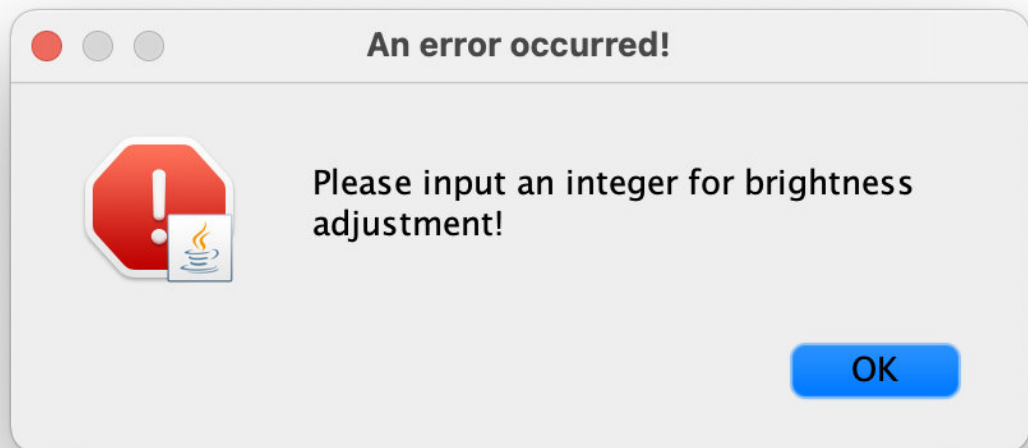 An error occurred!
Please input an integer for brightness
adjustment!
OK